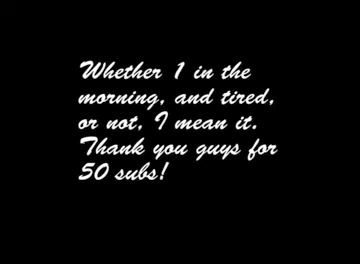 Whether 1 in the
morning, and tired,
or not, I mean it.
Thank you guys for
50 subs!